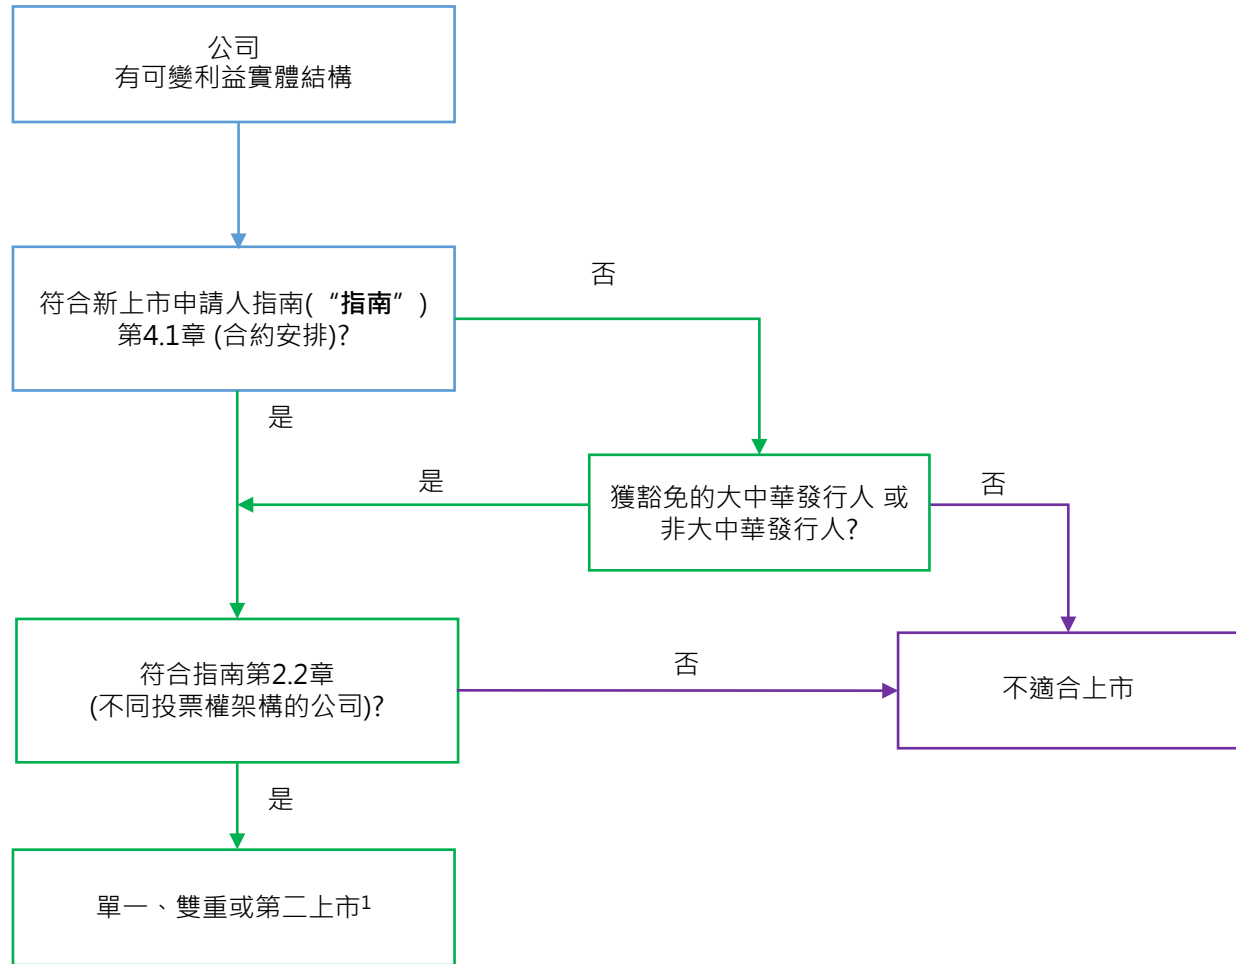 公司
有可變利益實體結構
符合新上市申請人指南(“指南”)
第4.1章 (合約安排)?
否
是
是
獲豁免的大中華發行人 或
非大中華發行人?
否
符合指南第2.2章
(不同投票權架構的公司)?
否
不適合上市
是
單一、雙重或第二上市1